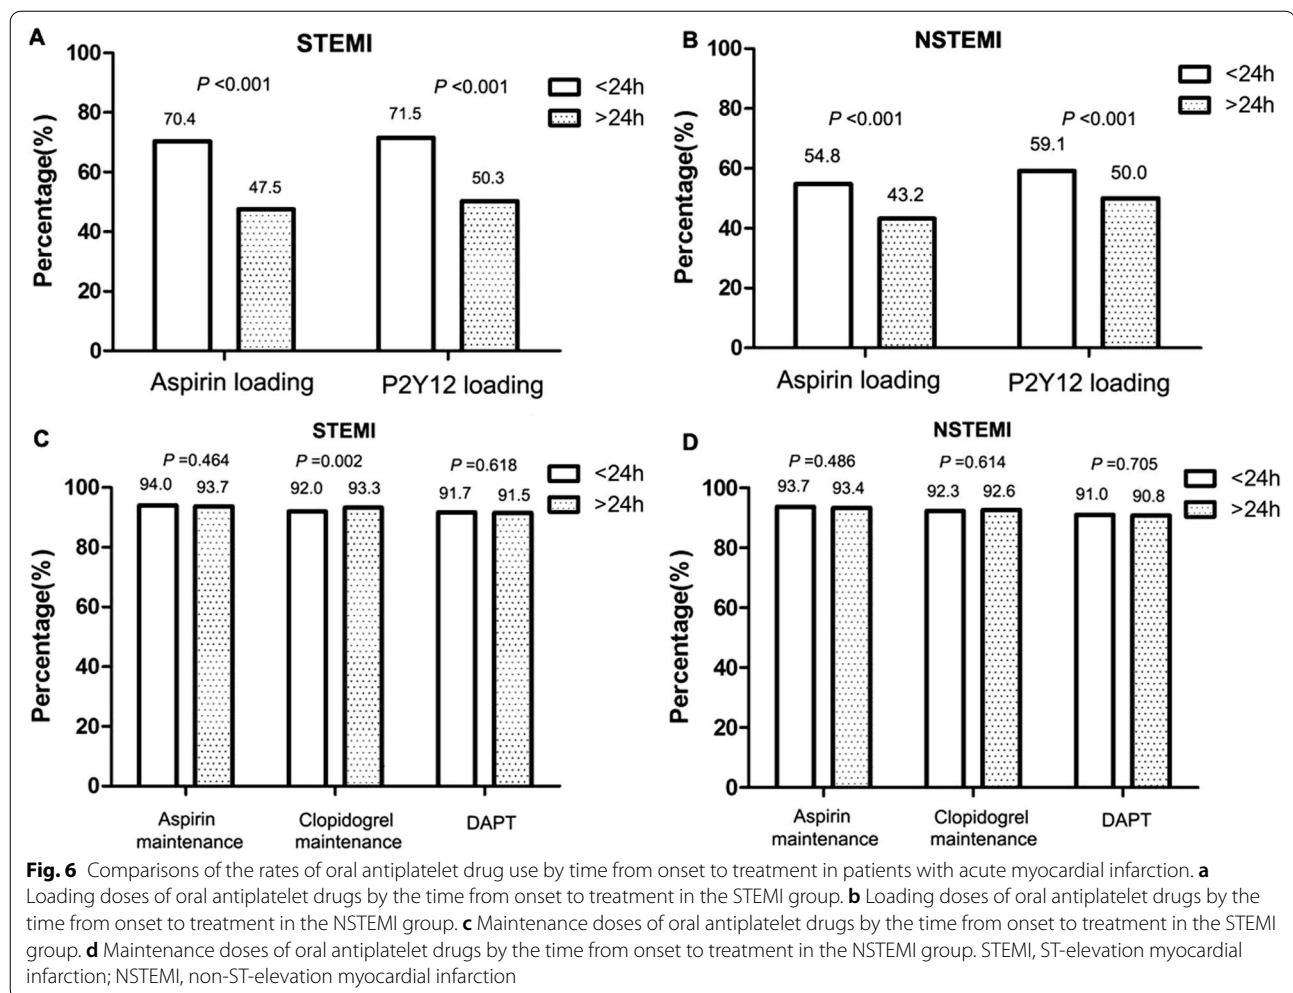 A
STEMI
100
80
60
40
20
0
Percentage(%)
P <0.001
70.4
47.5
P <0.001
71.5
50.3
<24h
>24h
Aspirin loading
P2Y12 loading
B
NSTEMI
100
80
60
40
20
0
Percentage(%)
P <0.001
54.8
43.2
P <0.001
59.1
50.0
<24h
>24h
Aspirin loading
P2Y12 loading
C
STEMI
100
80
60
40
20
0
Percentage(%)
P =0.464
94.0 93.7
P =0.002
92.0 93.3
P =0.618
91.7 91.5
<24h
>24h
Aspirin
maintenance
Clopidogrel
maintenance
DAPT
D
NSTEMI
100
80
60
40
20
0
Percentage(%)
P =0.486
93.7 93.4
P =0.614
92.3 92.6
P =0.705
91.0 90.8
<24h
>24h
Aspirin
maintenance
Clopidogrel
maintenance
DAPT
Fig. 6 Comparisons of the rates of oral antiplatelet drug use by time from onset to treatment in patients with acute myocardial infarction. a
Loading doses of oral antiplatelet drugs by the time from onset to treatment in the STEMI group. b Loading doses of oral antiplatelet drugs by the
time from onset to treatment in the NSTEMI group. c Maintenance doses of oral antiplatelet drugs by the time from onset to treatment in the STEMI
group. d Maintenance doses of oral antiplatelet drugs by the time from onset to treatment in the NSTEMI group. STEMI, ST-elevation myocardial
infarction; NSTEMI, non-ST-elevation myocardial infarction